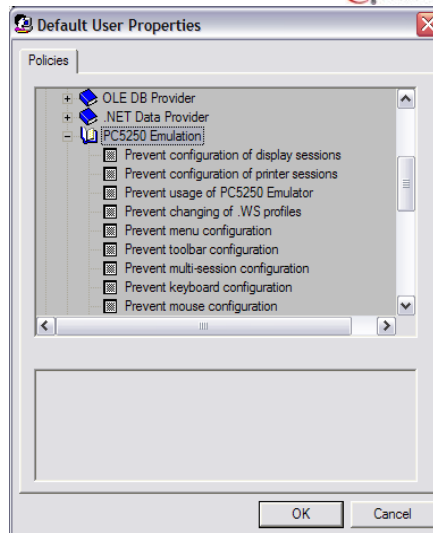 Default User Properties
Policies
OLE DB Provider
.NET Data Provider
PC5250 Emulation
Prevent configuration of display sessions
Prevent configuration of printer sessions
Prevent usage of PC5250 Emulator
Prevent changing of .WS profiles
Prevent menu configuration
Prevent toolbar configuration
Prevent multi-session configuration
Prevent keyboard configuration
Prevent mouse configuration
OK
Cancel